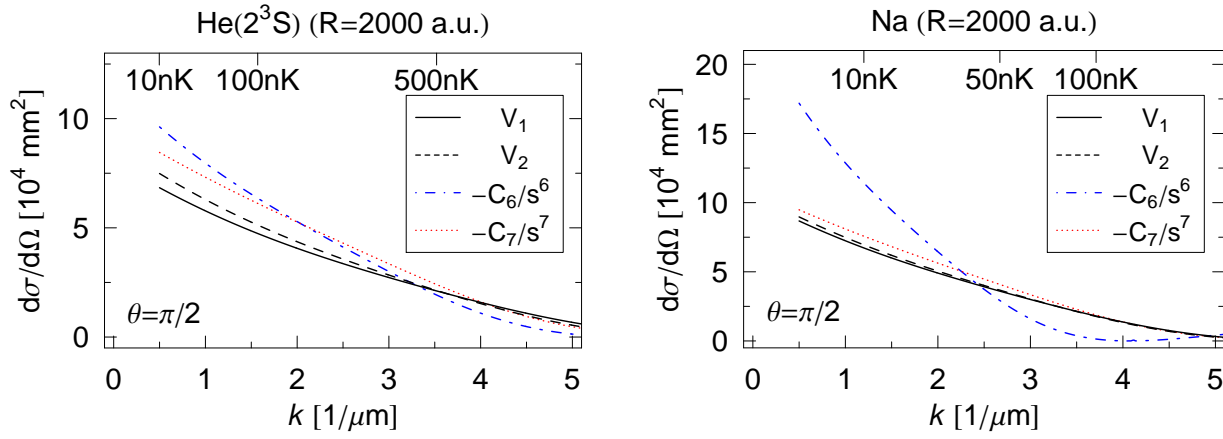 He(2³S) (R=2000 a.u.)
10nK 100nK 500nK
dσ/dΩ [10⁴ mm²]
10
5
0
V₁
V₂
−C₆/s⁶
−C₇/s⁷
θ=π/2
0 1 2 3 4 5
k [1/μm]
Na (R=2000 a.u.)
10nK 50nK 100nK
dσ/dΩ [10⁴ mm²]
20
15
10
5
0
V₁
V₂
−C₆/s⁶
−C₇/s⁷
θ=π/2
0 1 2 3 4 5
k [1/μm]